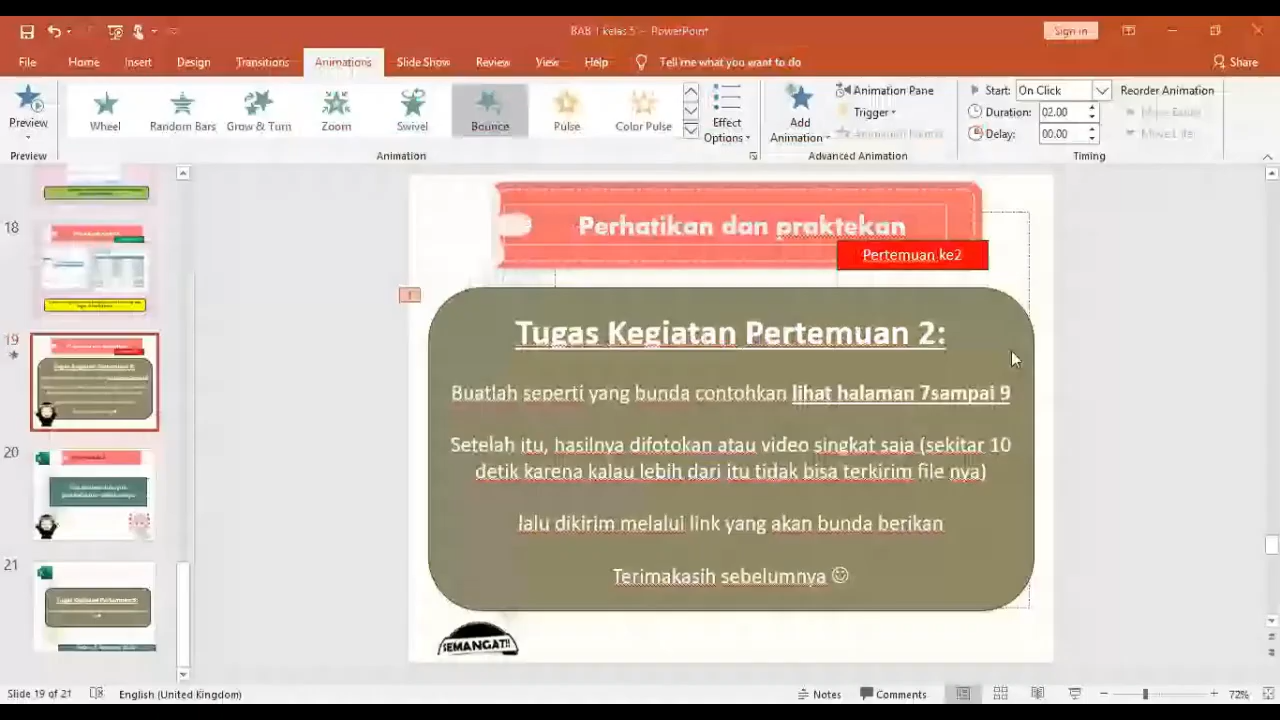 BAB 1 kelas 5 – PowerPoint
Sign in
File Home Insert Design Transitions Animations Slide Show Review View Help Tell me what you want to do Share
Preview
Wheel Random Bars Grow & Turn Zoom Swivel Bounce Pulse Color Pulse
Effect Options
Add Animation
Animation Pane
Trigger
Start: On Click
Duration: 02.00
Delay: 00.00
Reorder Animation
Preview Animation Advanced Animation Timing
18
19
20
21
Perhatikan dan praktekan
Pertemuan ke2
1
Tugas Kegiatan Pertemuan 2:
Buatlah seperti yang bunda contohkan lihat halaman 7sampai 9
Setelah itu, hasilnya difotokan atau video singkat saja (sekitar 10
detik karena kalau lebih dari itu tidak bisa terkirim file nya)
lalu dikirim melalui link yang akan bunda berikan
Terimakasih sebelumnya ☺
SEMANGAT!!
Slide 19 of 21 English (United Kingdom) Notes Comments 72%